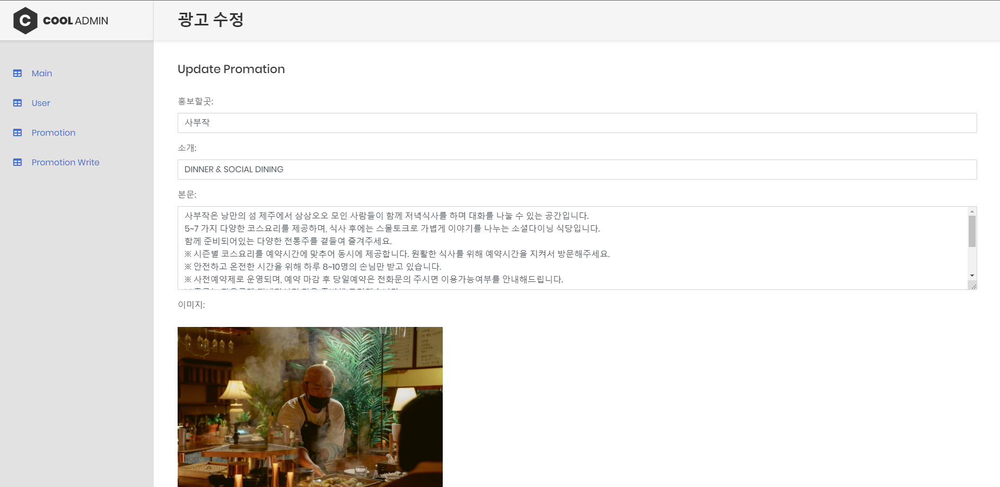 C COOL ADMIN
광고 수정
Main
User
Promotion
Promotion Write
Update Promation
홍보할곳:
사부작
소개:
DINNER & SOCIAL DINING
본문:
사부작은 낭만의 섬 제주에서 삼삼오오 모인 사람들이 함께 저녁식사를 하며 대화를 나눌 수 있는 공간입니다.
5~7 가지 다양한 코스요리를 제공하며, 식사 후에는 스몰토크로 가볍게 이야기를 나누는 소셜다이닝 식당입니다.
함께 준비되어있는 다양한 전통주를 곁들여 즐겨주세요.
※ 시즌별 코스요리를 예약시간에 맞추어 동시에 제공합니다. 원활한 식사를 위해 예약시간을 지켜서 방문해주세요.
※ 안전하고 온전한 시간을 위해 하루 8~10명의 손님만 받고 있습니다.
※ 사전예약제로 운영되며, 예약 마감 후 당일예약은 전화문의 주시면 이용가능여부를 안내해드립니다.
이미지: